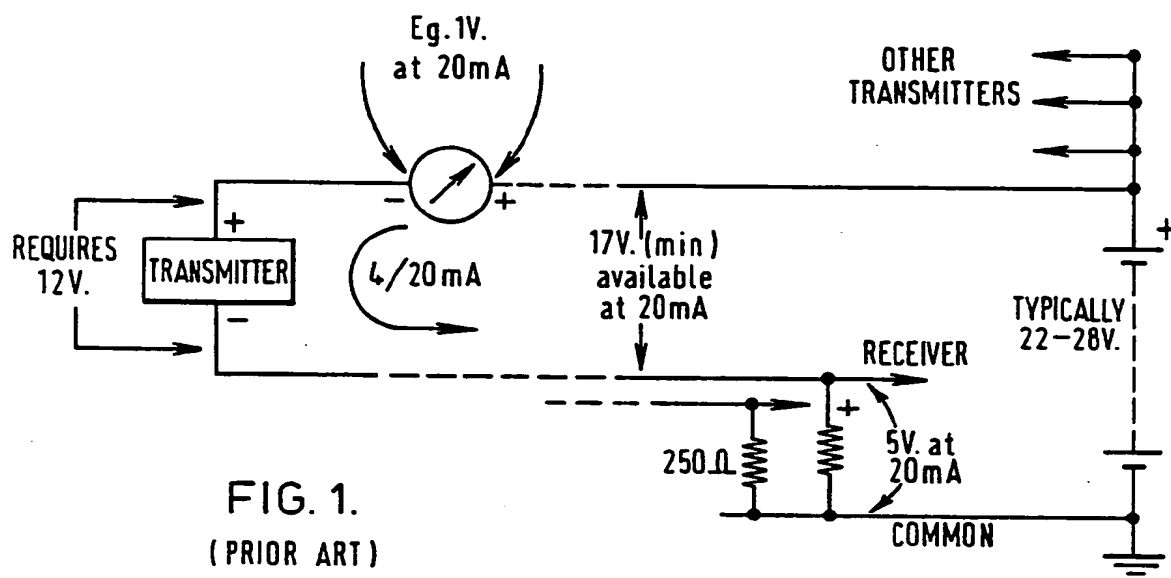 Eg.1V.
at 20mA
OTHER
TRANSMITTERS
- +
+
+
REQUIRES
12V.
TRANSMITTER
-
4/20mA
17V.(min)
available
at 20mA
TYPICALLY
22-28V.
RECEIVER
+
250Ω
5V. at
20mA
COMMON
FIG. 1.
(PRIOR ART)